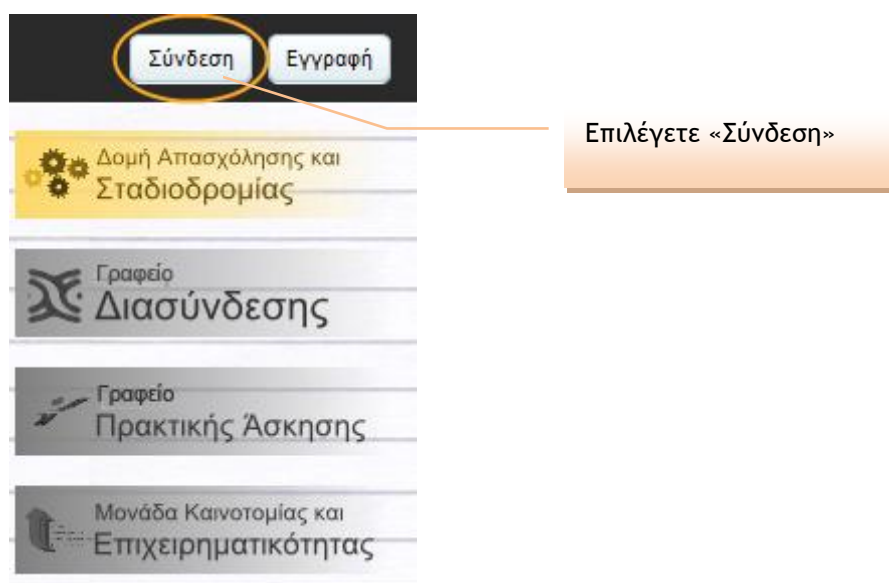 Σύνδεση Εγγραφή
Επιλέγετε «Σύνδεση»
Δομή Απασχόλησης και
Σταδιοδρομίας
Γραφείο
Διασύνδεσης
Γραφείο
Πρακτικής Άσκησης
Μονάδα Καινοτομίας και
Επιχειρηματικότητας